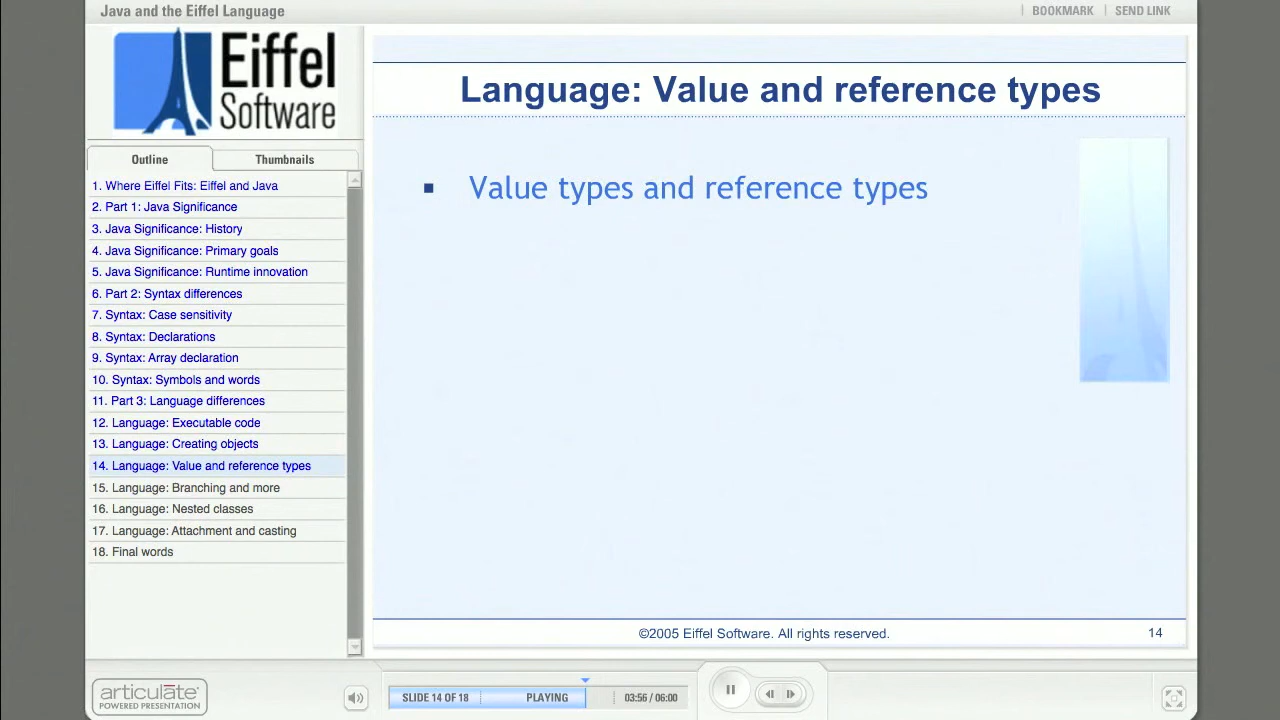 Java and the Eiffel Language
BOOKMARK
SEND LINK
Eiffel
Software
Outline
Thumbnails
1. Where Eiffel Fits: Eiffel and Java
2. Part 1: Java Significance
3. Java Significance: History
4. Java Significance: Primary goals
5. Java Significance: Runtime innovation
6. Part 2: Syntax differences
7. Syntax: Case sensitivity
8. Syntax: Declarations
9. Syntax: Array declaration
10. Syntax: Symbols and words
11. Part 3: Language differences
12. Language: Executable code
13. Language: Creating objects
14. Language: Value and reference types
15. Language: Branching and more
16. Language: Nested classes
17. Language: Attachment and casting
18. Final words
Language: Value and reference types
Value types and reference types
©2005 Eiffel Software. All rights reserved.
14
articulate
POWERED PRESENTATION
SLIDE 14 OF 18
PLAYING
03:56 / 06:00